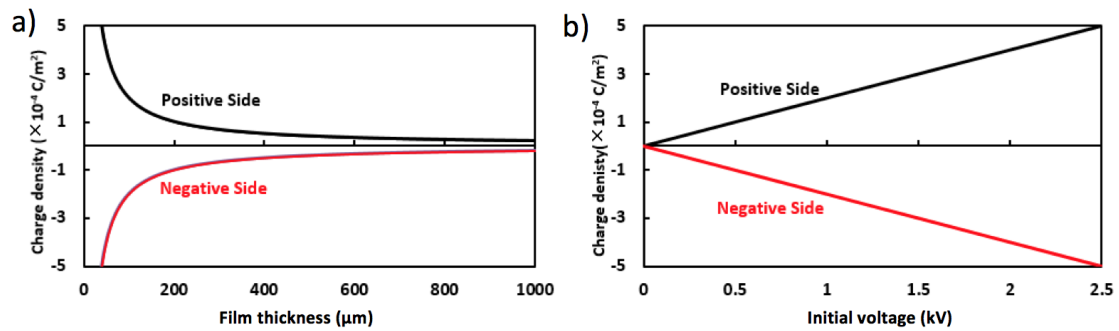 a)
Charge density (×10⁻⁴ C/m²)
5
3
1
-1
-3
-5
Positive Side
Negative Side
0 200 400 600 800 1000
Film thickness (μm)
b)
Charge denisty(×10⁻⁴ C/m²)
5
3
1
-1
-3
-5
Positive Side
Negative Side
0 0.5 1 1.5 2 2.5
Initial voltage (kV)